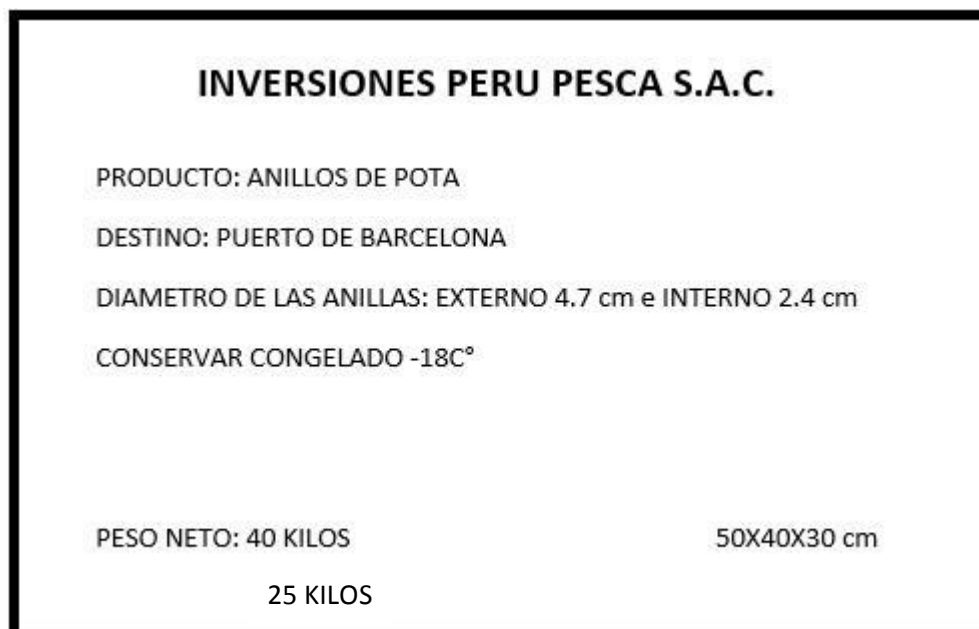 INVERSIONES PERU PESCA S.A.C.
PRODUCTO: ANILLOS DE POTA
DESTINO: PUERTO DE BARCELONA
DIAMETRO DE LAS ANILLAS: EXTERNO 4.7 cm e INTERNO 2.4 cm
CONSERVAR CONGELADO -18C°
PESO NETO: 40 KILOS 50X40X30 cm
25 KILOS